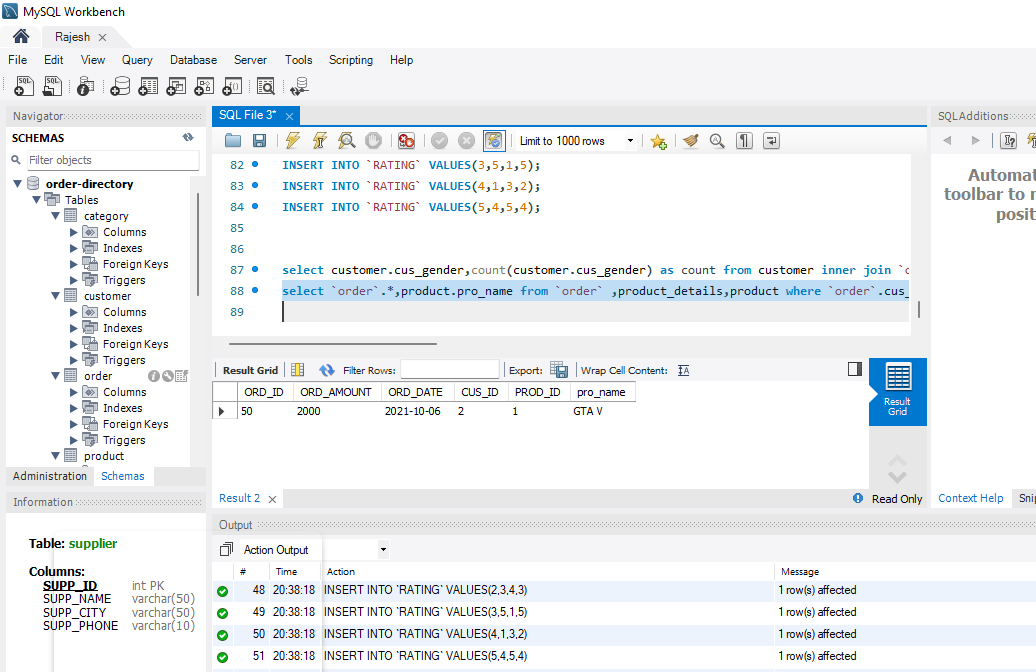 MySQL Workbench
Rajesh
File Edit View Query Database Server Tools Scripting Help
Navigator
SCHEMAS
Filter objects
order-directory
Tables
category
Columns
Indexes
Foreign Keys
Triggers
customer
Columns
Indexes
Foreign Keys
Triggers
order
Columns
Indexes
Foreign Keys
Triggers
product
Administration Schemas
Information
Table: supplier
Columns:
SUPP_ID int PK
SUPP_NAME varchar(50)
SUPP_CITY varchar(50)
SUPP_PHONE varchar(10)
SQL File 3*
Limit to 1000 rows
82 INSERT INTO `RATING` VALUES(3,5,1,5);
83 INSERT INTO `RATING` VALUES(4,1,3,2);
84 INSERT INTO `RATING` VALUES(5,4,5,4);
85
86
87 select customer.cus_gender,count(customer.cus_gender) as count from customer inner join `o
88 select `order`.*,product.pro_name from `order` ,product_details,product where `order`.cus_
89
Result Grid Filter Rows: Export: Wrap Cell Content:
ORD_ID ORD_AMOUNT ORD_DATE CUS_ID PROD_ID pro_name
50 2000 2021-10-06 2 1 GTA V
Result
Grid
Result 2
Read Only
Output
Action Output
# Time Action Message
48 20:38:18 INSERT INTO `RATING` VALUES(2,3,4,3) 1 row(s) affected
49 20:38:18 INSERT INTO `RATING` VALUES(3,5,1,5) 1 row(s) affected
50 20:38:18 INSERT INTO `RATING` VALUES(4,1,3,2) 1 row(s) affected
51 20:38:18 INSERT INTO `RATING` VALUES(5,4,5,4) 1 row(s) affected
SQLAdditions
Automat
toolbar to m
posit
Context Help Snip